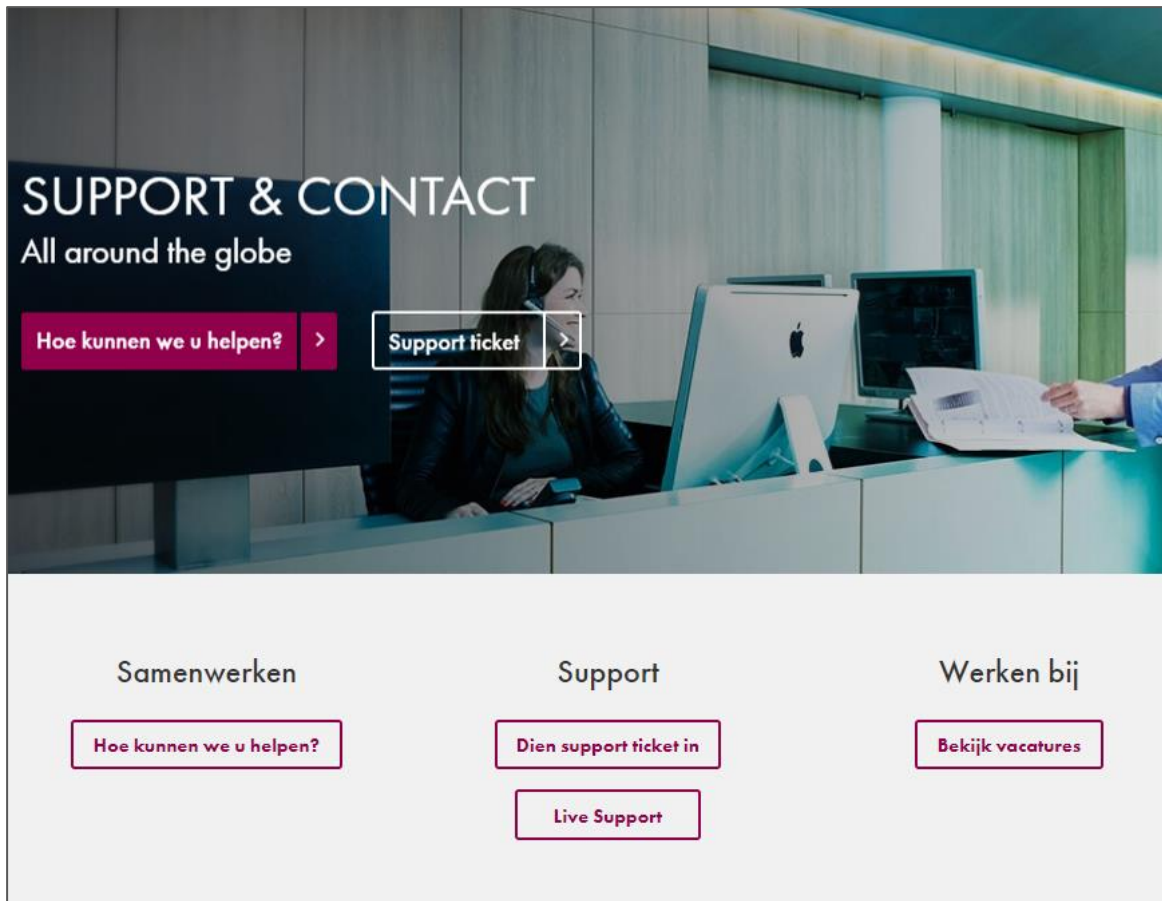 SUPPORT & CONTACT
All around the globe
Hoe kunnen we u helpen? >
Support ticket >
Samenwerken
Hoe kunnen we u helpen?
Support
Dien support ticket in
Live Support
Werken bij
Bekijk vacatures